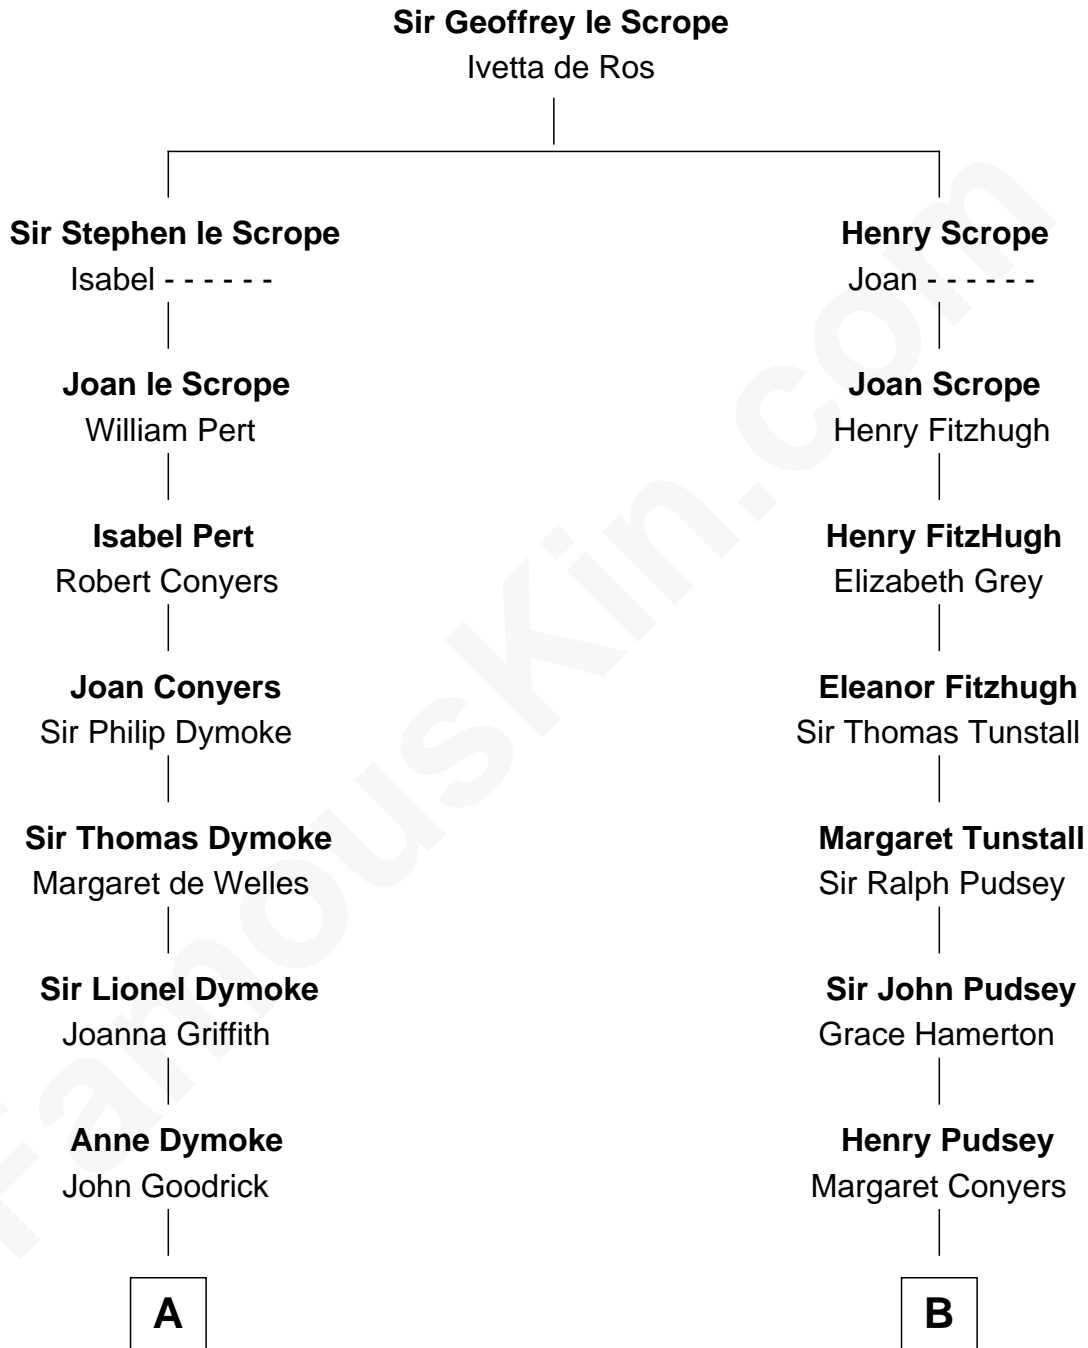 Sir Geoffrey le Scrope
Ivetta de Ros
Sir Stephen le Scrope
Isabel - - - - - -
Henry Scrope
Joan - - - - - -
Joan le Scrope
William Pert
Joan Scrope
Henry Fitzhugh
Isabel Pert
Robert Conyers
Henry FitzHugh
Elizabeth Grey
Joan Conyers
Sir Philip Dymoke
Eleanor Fitzhugh
Sir Thomas Tunstall
Sir Thomas Dymoke
Margaret de Welles
Margaret Tunstall
Sir Ralph Pudsey
Sir Lionel Dymoke
Joanna Griffith
Sir John Pudsey
Grace Hamerton
Anne Dymoke
John Goodrick
Henry Pudsey
Margaret Conyers
A
B
FamousKin.com